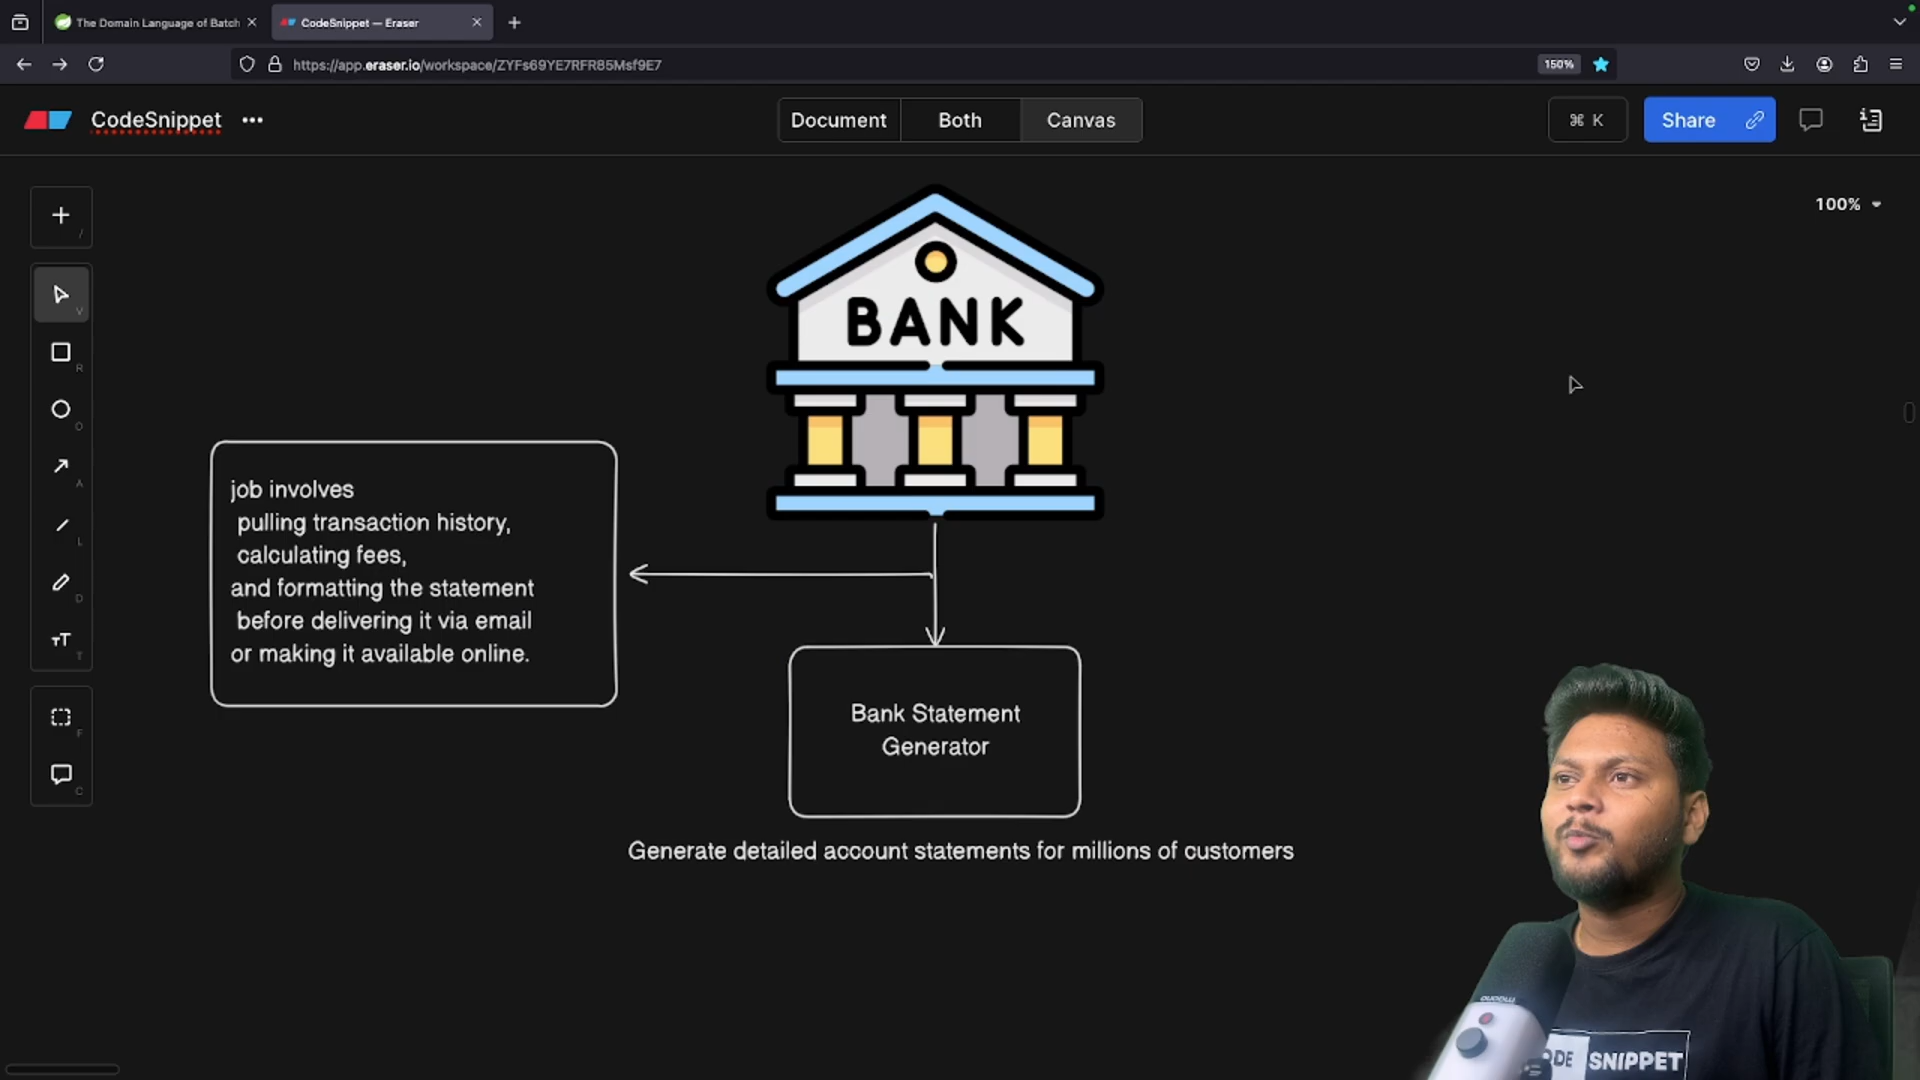 The Domain Language of Batch
CodeSnippet — Eraser
https://app.eraser.io/workspace/ZYFs69YE7RFR85Msf9E7
150%
CodeSnippet
Document
Both
Canvas
⌘ K
Share
100%
/
V
R
O
A
L
D
T
F
C
BANK
job involves
pulling transaction history,
calculating fees,
and formatting the statement
before delivering it via email
or making it available online.
Bank Statement
Generator
Generate detailed account statements for millions of customers
SNIPPET